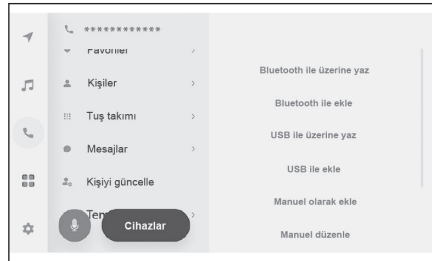 ************
Favoriler
Kişiler
Tuş takımı
Mesajlar
Kişiyi güncelle
Cihazlar
Bluetooth ile üzerine yaz
Bluetooth ile ekle
USB ile üzerine yaz
USB ile ekle
Manuel olarak ekle
Manuel düzenle